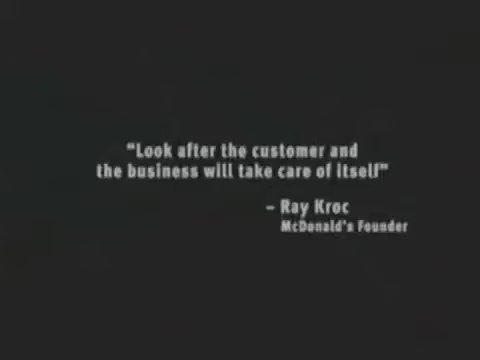 “Look after the customer and
the business will take care of itself”
– Ray Kroc
McDonald's Founder